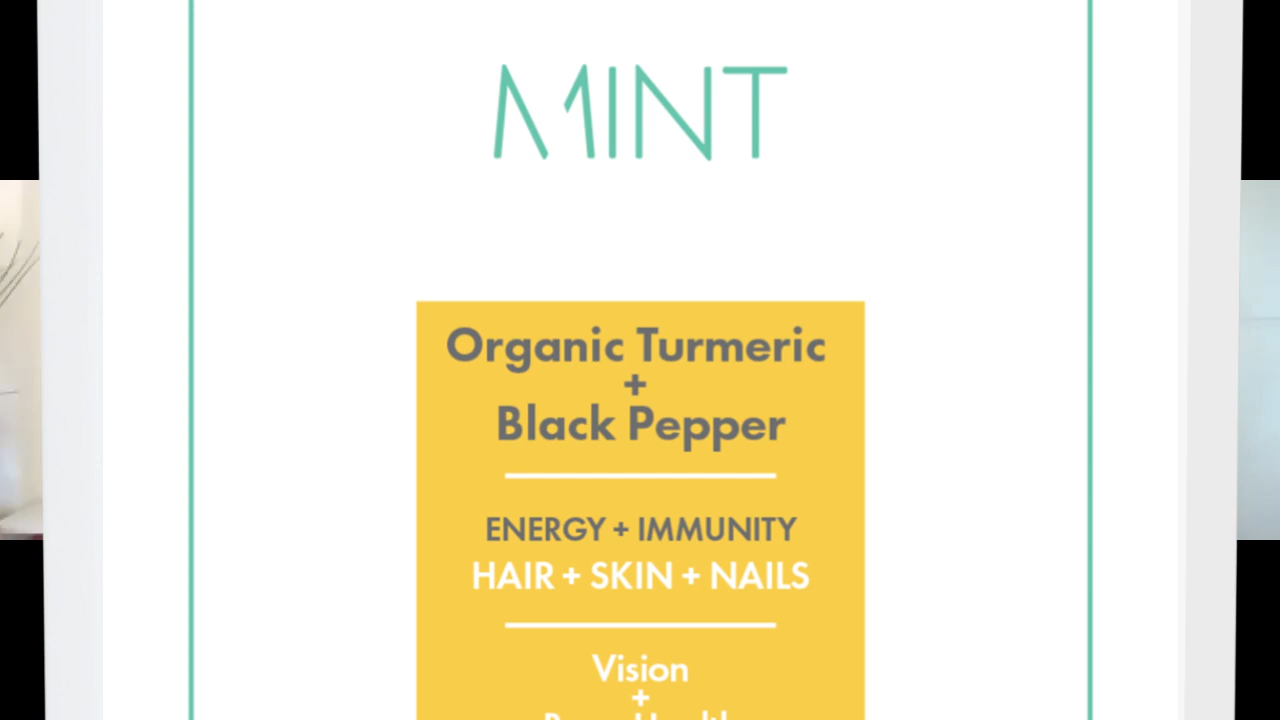 MINT
Organic Turmeric
+
Black Pepper
ENERGY + IMMUNITY
HAIR + SKIN + NAILS
Vision
+